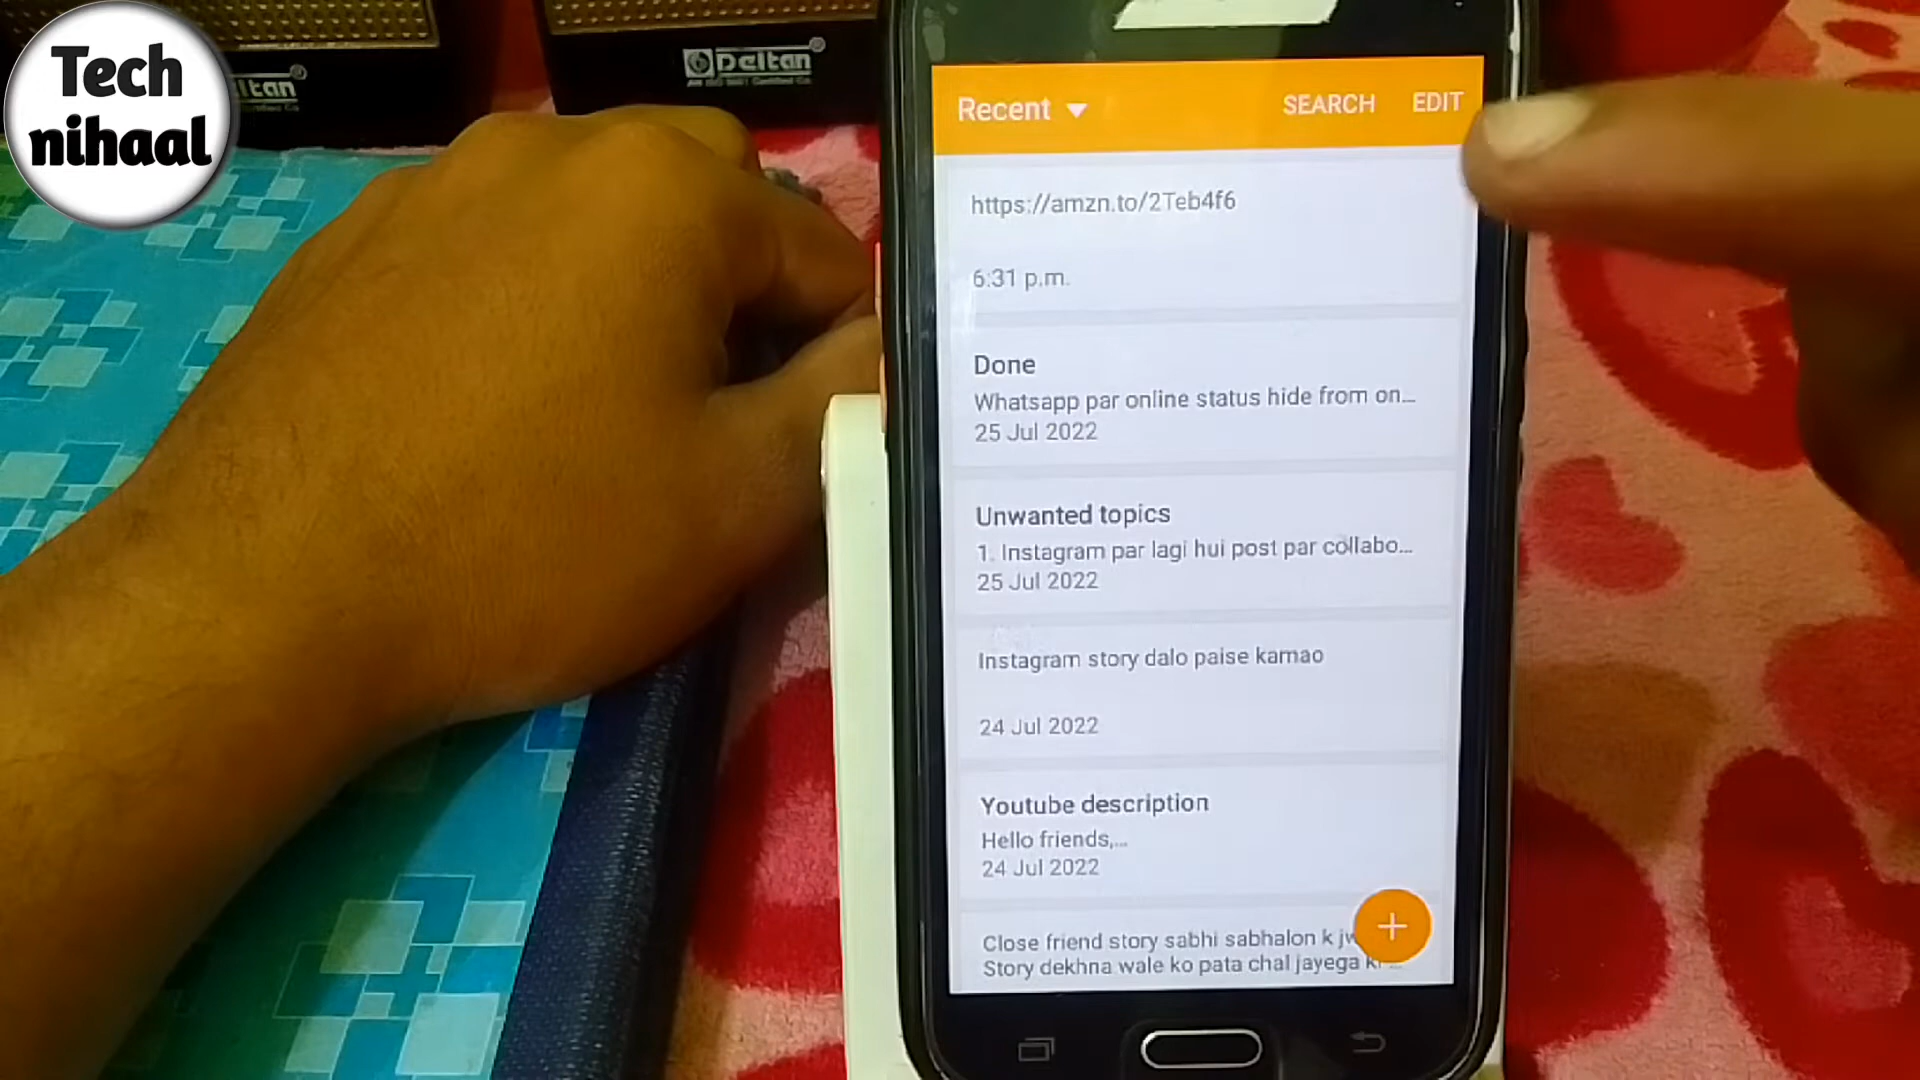 Tech
nihaal
ltan
Deltan
Recent
SEARCH
EDIT
https://amzn.to/2Teb4f6
6:31 p.m.
Done
Whatsapp par online status hide from on...
25 Jul 2022
Unwanted topics
1. Instagram par lagi hui post par collabo...
25 Jul 2022
Instagram story dalo paise kamao
24 Jul 2022
Youtube description
Hello friends,...
24 Jul 2022
Close friend story sabhi sabhalon k
Story dekhna wale ko pata chal jayega